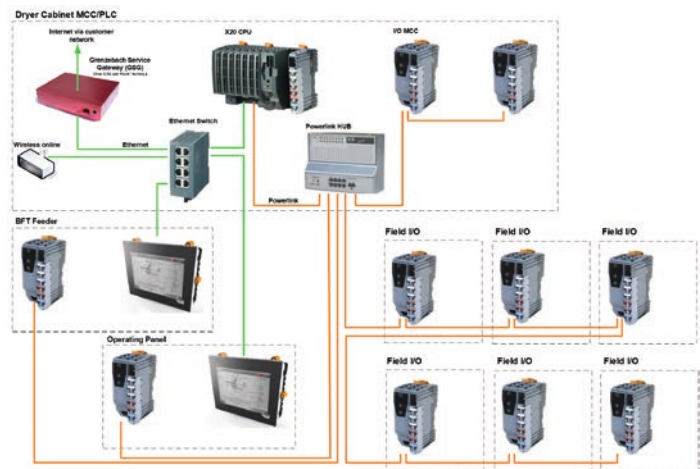 Dryer Cabinet MCC/PLC
Internet via customer
network
Grenzebach Service
Gateway (GSG)
X20 CPU
I/O MCC
Ethernet Switch
Powerlink HUB
Wireless online
Ethernet
Powerlink
BFT Feeder
Field I/O
Field I/O
Field I/O
Operating Panel
Field I/O
Field I/O
Field I/O